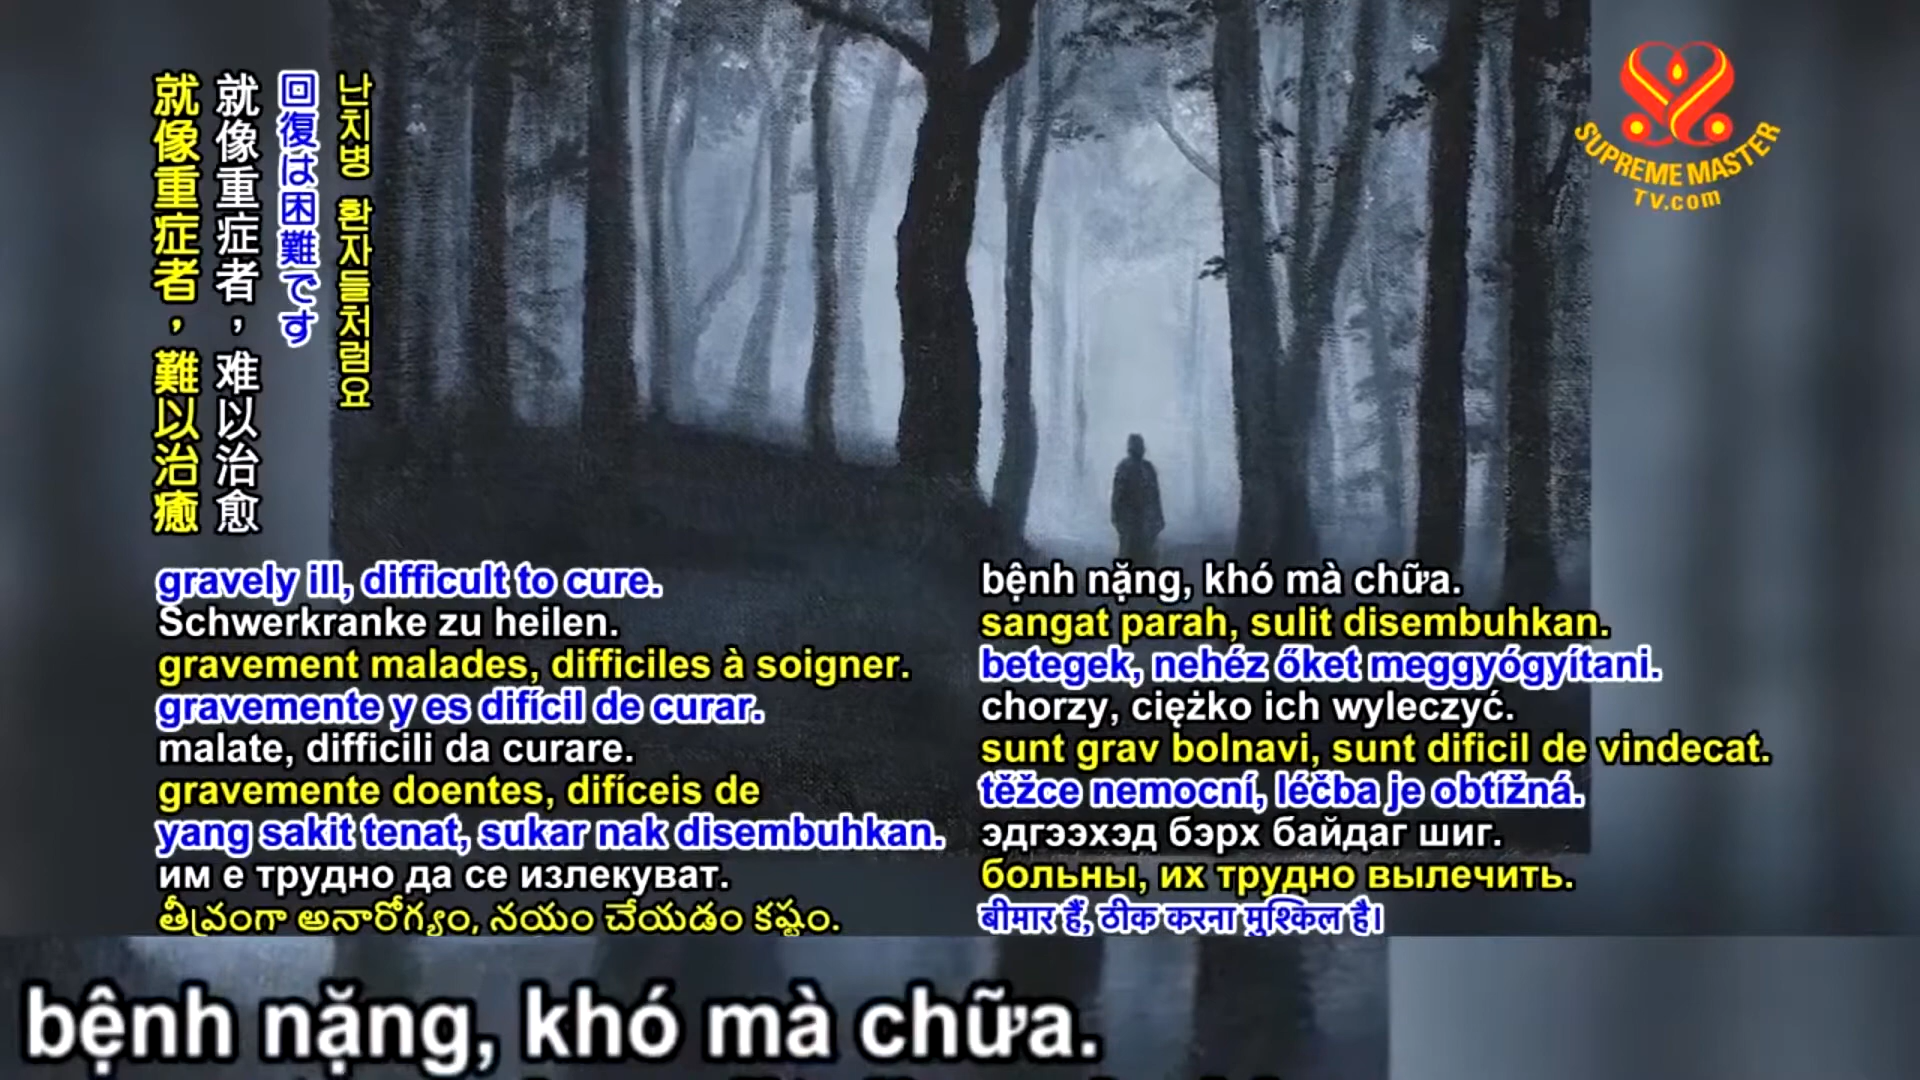 就像重症者，難以治癒
就像重症者，难以治愈
回復は困難です
난치병 환자들처럼요
SUPREME MASTER
TV.com
gravely ill, difficult to cure.
Schwerkranke zu heilen.
gravement malades, difficiles à soigner.
gravemente y es difícil de curar.
malate, difficili da curare.
gravemente doentes, difíceis de
yang sakit tenat, sukar nak disembuhkan.
им е трудно да се излекуват.
తీవ్రంగా అనారోగ్యం, నయం చేయడం కష్టం.
bệnh nặng, khó mà chữa.
sangat parah, sulit disembuhkan.
betegek, nehéz őket meggyógyítani.
chorzy, ciężko ich wyleczyć.
sunt grav bolnavi, sunt dificil de vindecat.
těžce nemocní, léčba je obtížná.
эдгээхэд бэрх байдаг шиг.
больны, их трудно вылечить.
बीमार हैं, ठीक करना मुश्किल है।
bệnh nặng, khó mà chữa.